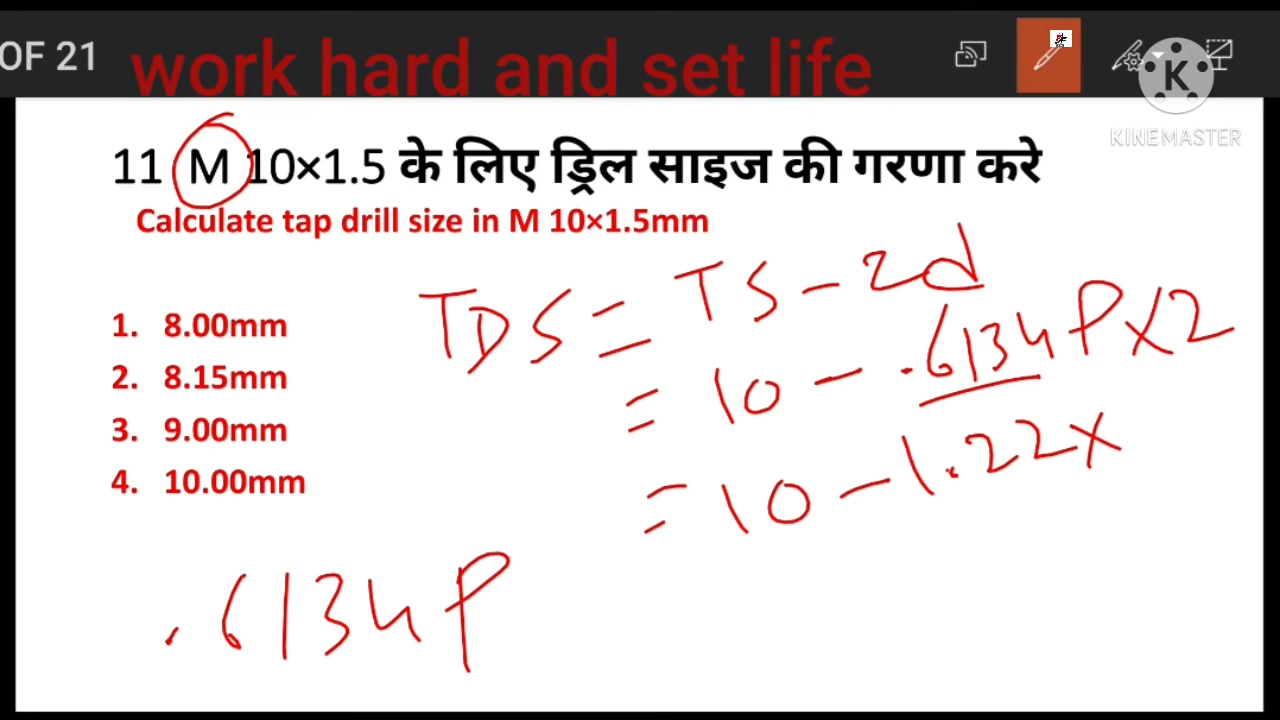 OF 21
work hard and set life
K
KINEMASTER
11 M 10×1.5 के लिए ड्रिल साइज की गरणा करे
Calculate tap drill size in M 10×1.5mm
TDS = TS - 2d
1. 8.00mm
= 10 - .6134 P X 2
2. 8.15mm
3. 9.00mm
= 10 - 1.22 x
4. 10.00mm
.6134 P